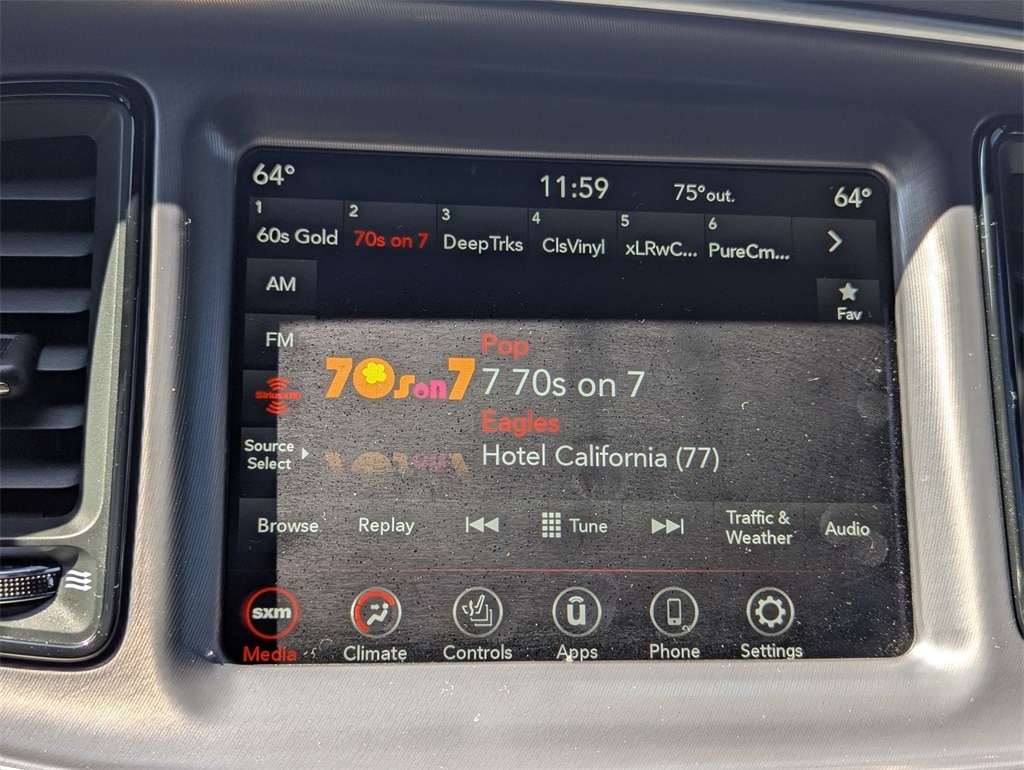 64° 11:59 75°out. 64°
1 2 3 4 5 6
60s Gold 70s on 7 DeepTrks ClsVinyl xLRwC... PureCm...
AM
Fav
FM
Pop
70s on 7
7 70s on 7
SiriusXM
Eagles
Source
Select
Hotel California (77)
Browse Replay Tune Traffic &
Weather Audio
sxm
Media Climate Controls Apps Phone Settings